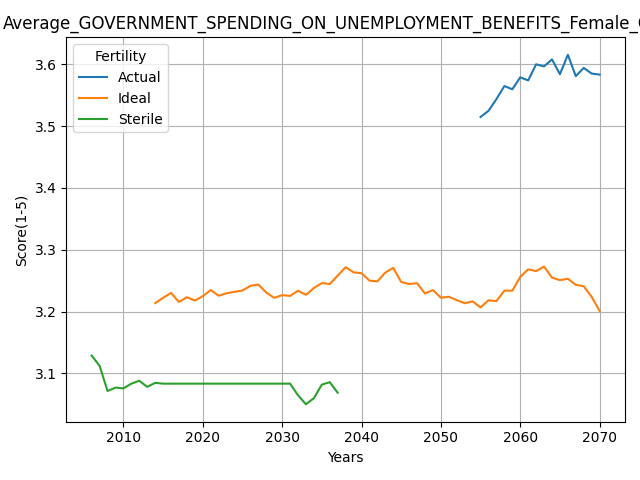 Average_GOVERNMENT_SPENDING_ON_UNEMPLOYMENT_BENEFITS_Female_
Fertility
Actual
Ideal
Sterile
3.6
3.5
3.4
3.3
3.2
3.1
Score(1-5)
2010 2020 2030 2040 2050 2060 2070
Years